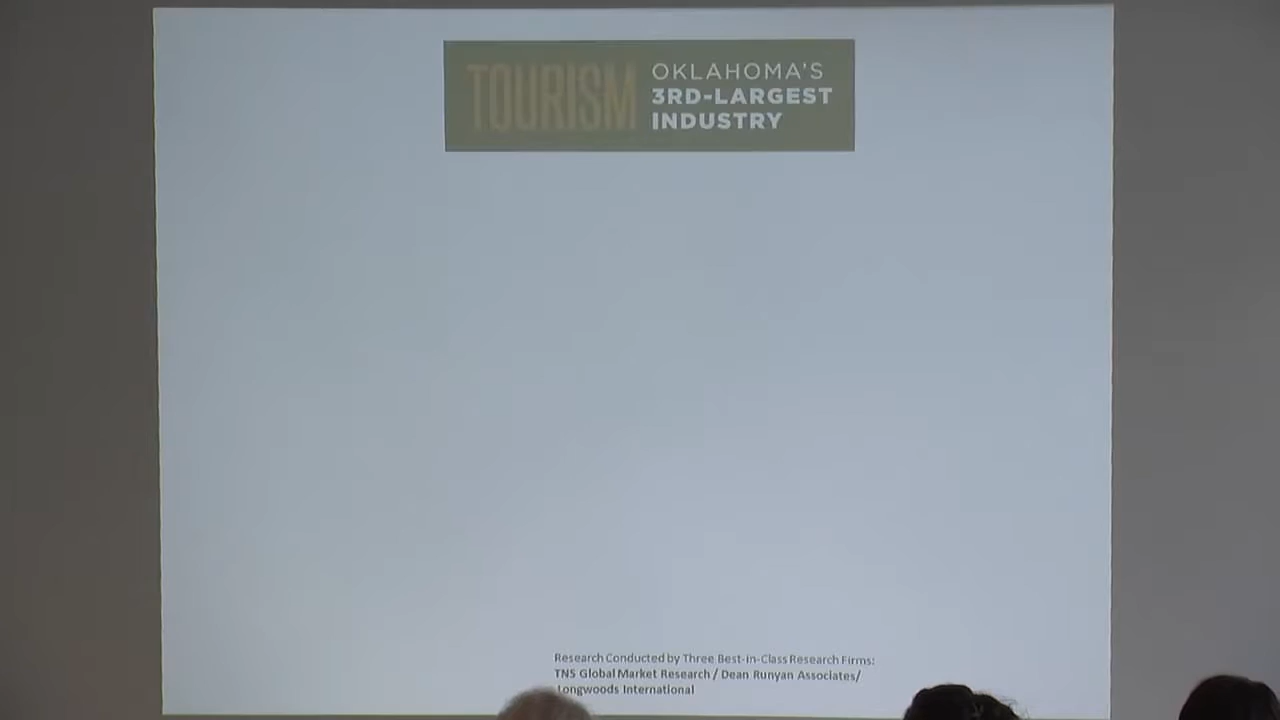 TOURISM
OKLAHOMA'S
3RD-LARGEST
INDUSTRY
Research Conducted by Three Best-in-Class Research Firms:
TNS Global Market Research / Dean Runyan Associates/
Longwoods International